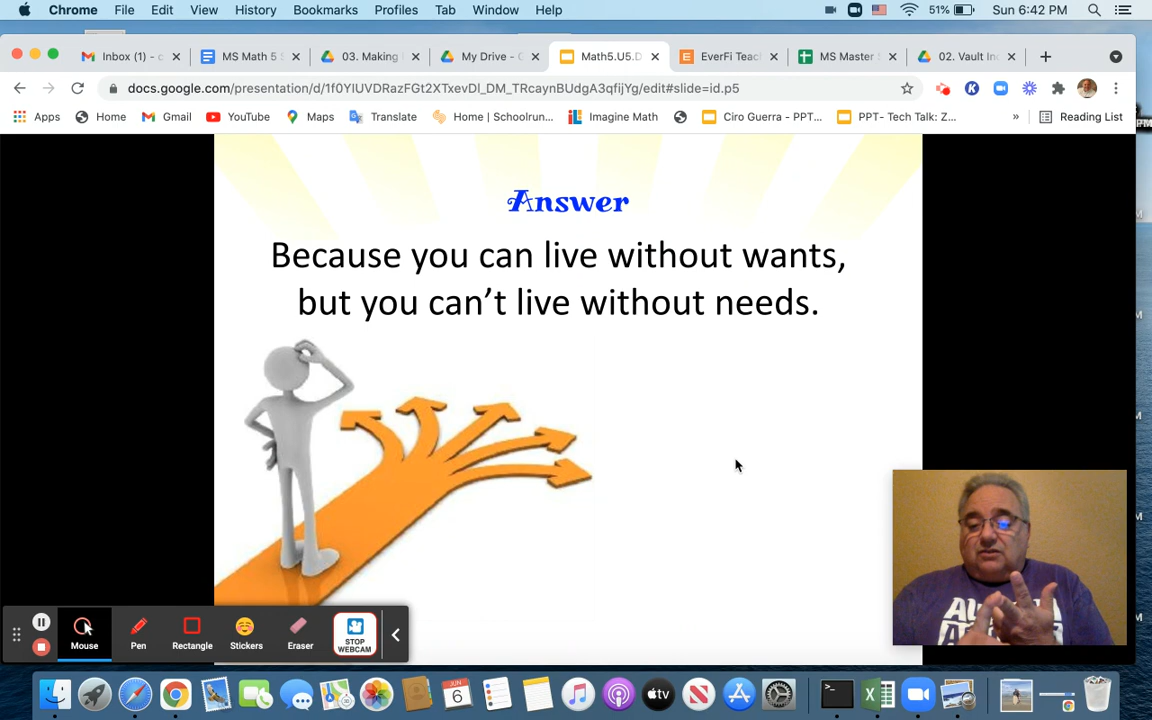 Chrome File Edit View History Bookmarks Profiles Tab Window Help 51% Sun 6:42 PM
Inbox (1) - c MS Math 5 S 03. Making My Drive - G Math5.U5.D EverFi Teac MS Master S 02. Vault Inc
docs.google.com/presentation/d/1f0YIUVDRazFGt2XTxevDI_DM_TRcaynBUdgA3qfijYg/edit#slide=id.p5
Apps Home Gmail YouTube Maps Translate Home | Schoolrun... Imagine Math Ciro Guerra - PPT... PPT- Tech Talk: Z... » Reading List
Answer
Because you can live without wants,
but you can’t live without needs.
Mouse Pen Rectangle Stickers Eraser STOP WEBCAM
JUN
6
tv